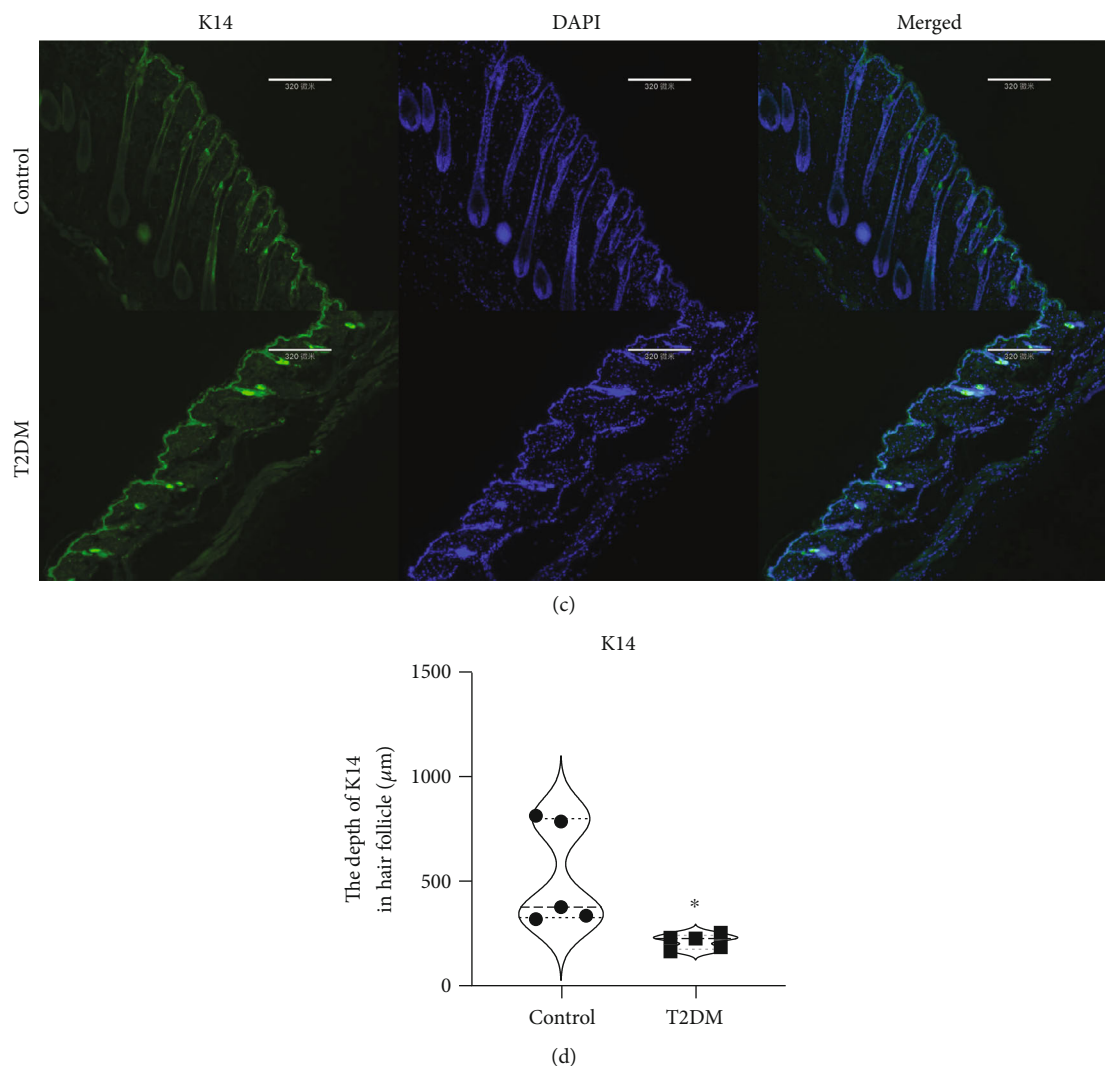 K14 DAPI Merged
Control
320 微米 320 微米 320 微米
T2DM
320 微米 320 微米 320 微米
(c)
K14
1500
1000
500
0
The depth of K14
in hair follicle (μm)
*
Control T2DM
(d)